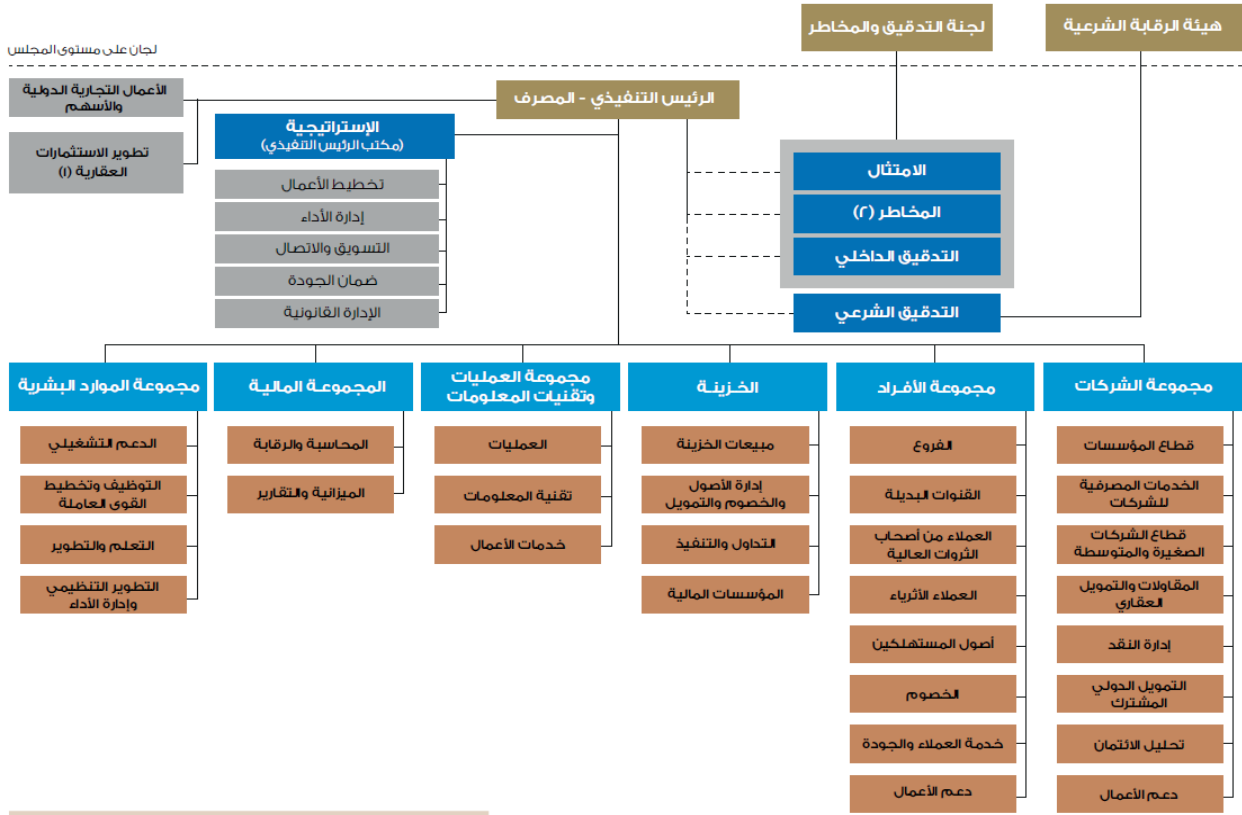 هيئة الرقابة الشرعية
لجنة التدقيق والمخاطر
لجان على مستوى المجلس
الرئيس التنفيذي - المصرف
الأعمال التجارية الدولية
والأسهم
تطوير الاستثمارات
العقارية (١)
الإستراتيجية
(مكتب الرئيس التنفيذي)
تخطيط الأعمال
إدارة الأداء
التسويق والاتصال
ضمان الجودة
الإدارة القانونية
الامتثال
المخاطر (٢)
التدقيق الداخلي
التدقيق الشرعي
مجموعة الشركات
قطاع المؤسسات
الخدمات المصرفية
للشركات
قطاع الشركات
الصغيرة والمتوسطة
المقاولات والتمويل
العقاري
إدارة النقد
التمويل الدولي
المشترك
تحليل الائتمان
دعم الأعمال
مجموعة الأفراد
الفروع
القنوات البديلة
العملاء من أصحاب
الثروات العالية
العملاء الأثرياء
أصول المستهلكين
الخصوم
خدمة العملاء والجودة
دعم الأعمال
الخزينة
مبيعات الخزينة
إدارة الأصول
والخصوم والتمويل
التداول والتنفيذ
المؤسسات المالية
مجموعة العمليات
وتقنيات المعلومات
العمليات
تقنية المعلومات
خدمات الأعمال
المجموعة المالية
المحاسبة والرقابة
الميزانية والتقارير
مجموعة الموارد البشرية
الدعم التشغيلي
التوظيف وتخطيط
القوى العاملة
التعلم والتطوير
التطوير التنظيمي
وإدارة الأداء